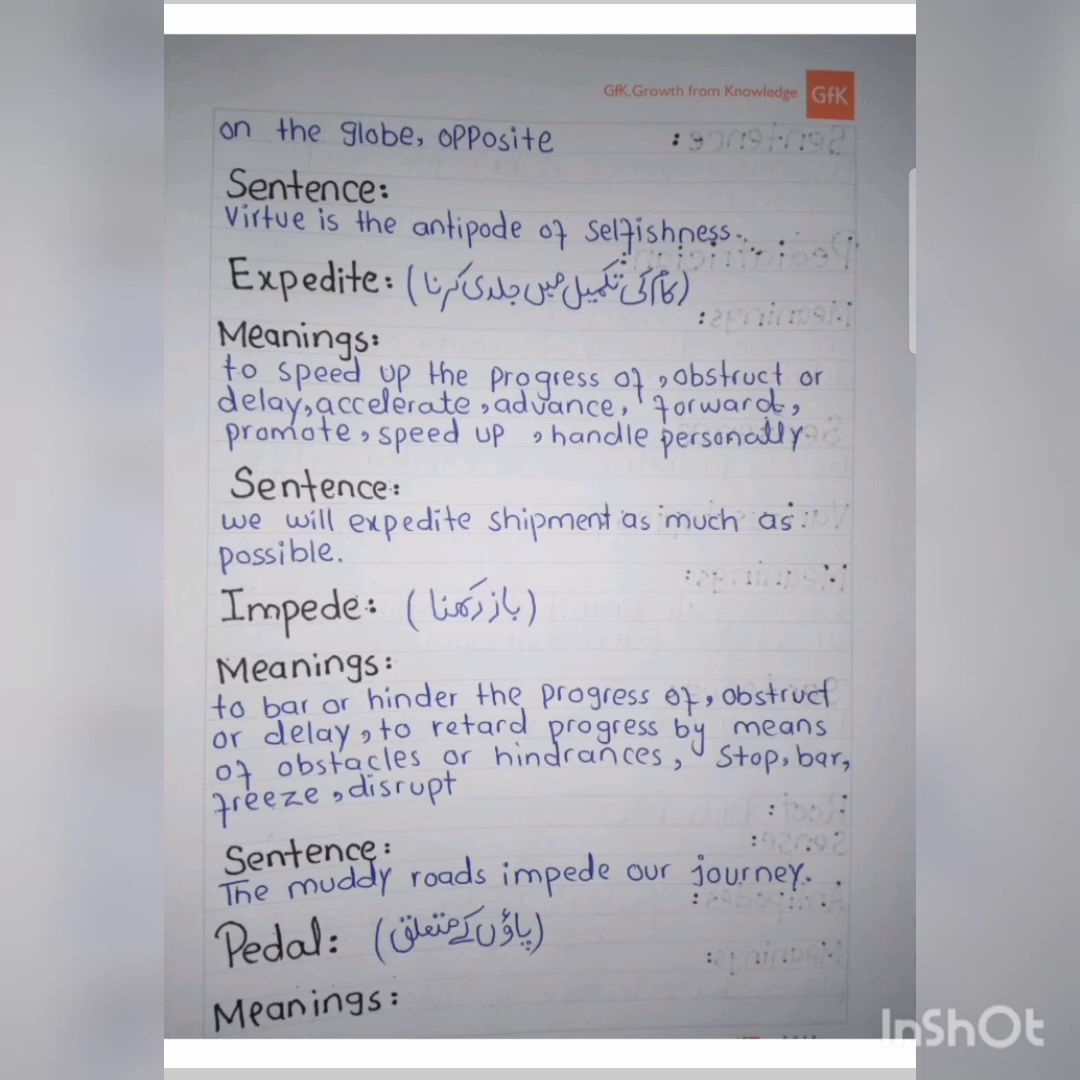 GfK.Growth from Knowledge GfK
on the globe, opposite
Sentence:
Virtue is the antipode of selfishness.
Expedite: (کام کی تکمیل میں جلدی کرنا)
Meanings:
to speed up the progress of, obstruct or
delay, accelerate, advance, forward,
promote, speed up , handle personally.
Sentence:
we will expedite shipment as much as
possible.
Impede: (باز رکھنا)
Meanings:
to bar or hinder the progress of, obstruct
or delay, to retard progress by means
of obstacles or hindrances, Stop, bar,
freeze, disrupt
Sentence:
The muddy roads impede our journey.
Pedal: (پاؤں کے متعلق)
Meanings:
InShOt